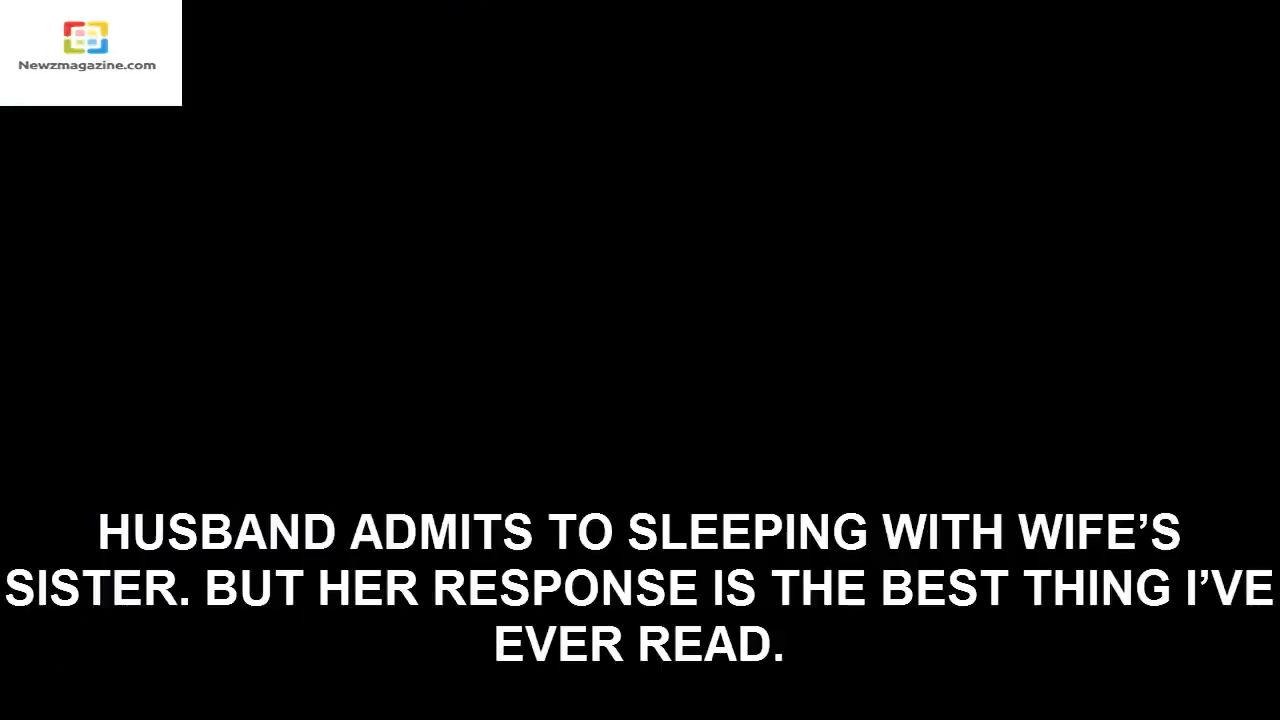 Newzmagazine.com
HUSBAND ADMITS TO SLEEPING WITH WIFE’S
SISTER. BUT HER RESPONSE IS THE BEST THING I’VE
EVER READ.